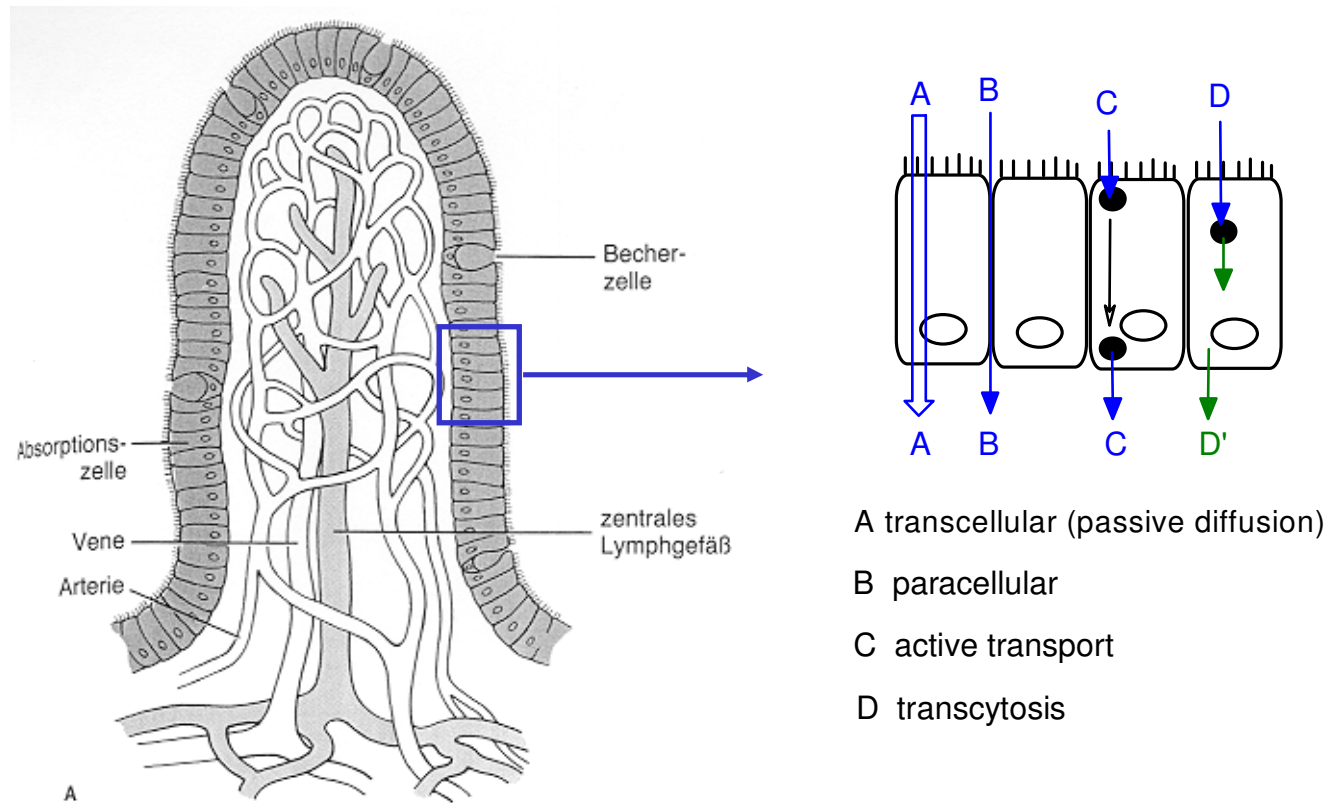 Becher-
zelle
Absorptions-
zelle
Vene
Arterie
zentrales
Lymphgefäß
A
A
B
C
D
A
B
C
D'
A transcellular (passive diffusion)
B paracellular
C active transport
D transcytosis